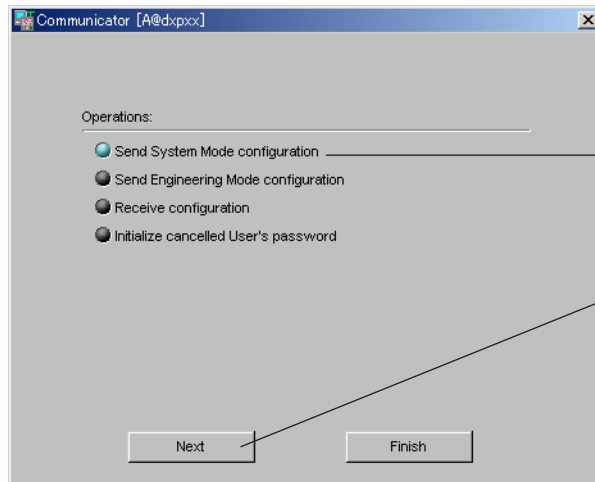 Communicator [A@dxpxx]
Operations:
Send System Mode configuration
Send Engineering Mode configuration
Receive configuration
Initialize cancelled User's password
Next Finish